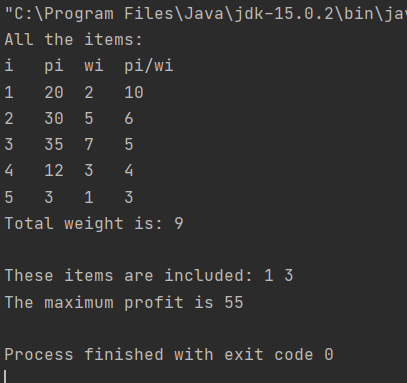 "C:\Program Files\Java\jdk-15.0.2\bin\jav
All the items:
i pi wi pi/wi
1 20 2 10
2 30 5 6
3 35 7 5
4 12 3 4
5 3 1 3
Total weight is: 9
These items are included: 1 3
The maximum profit is 55
Process finished with exit code 0